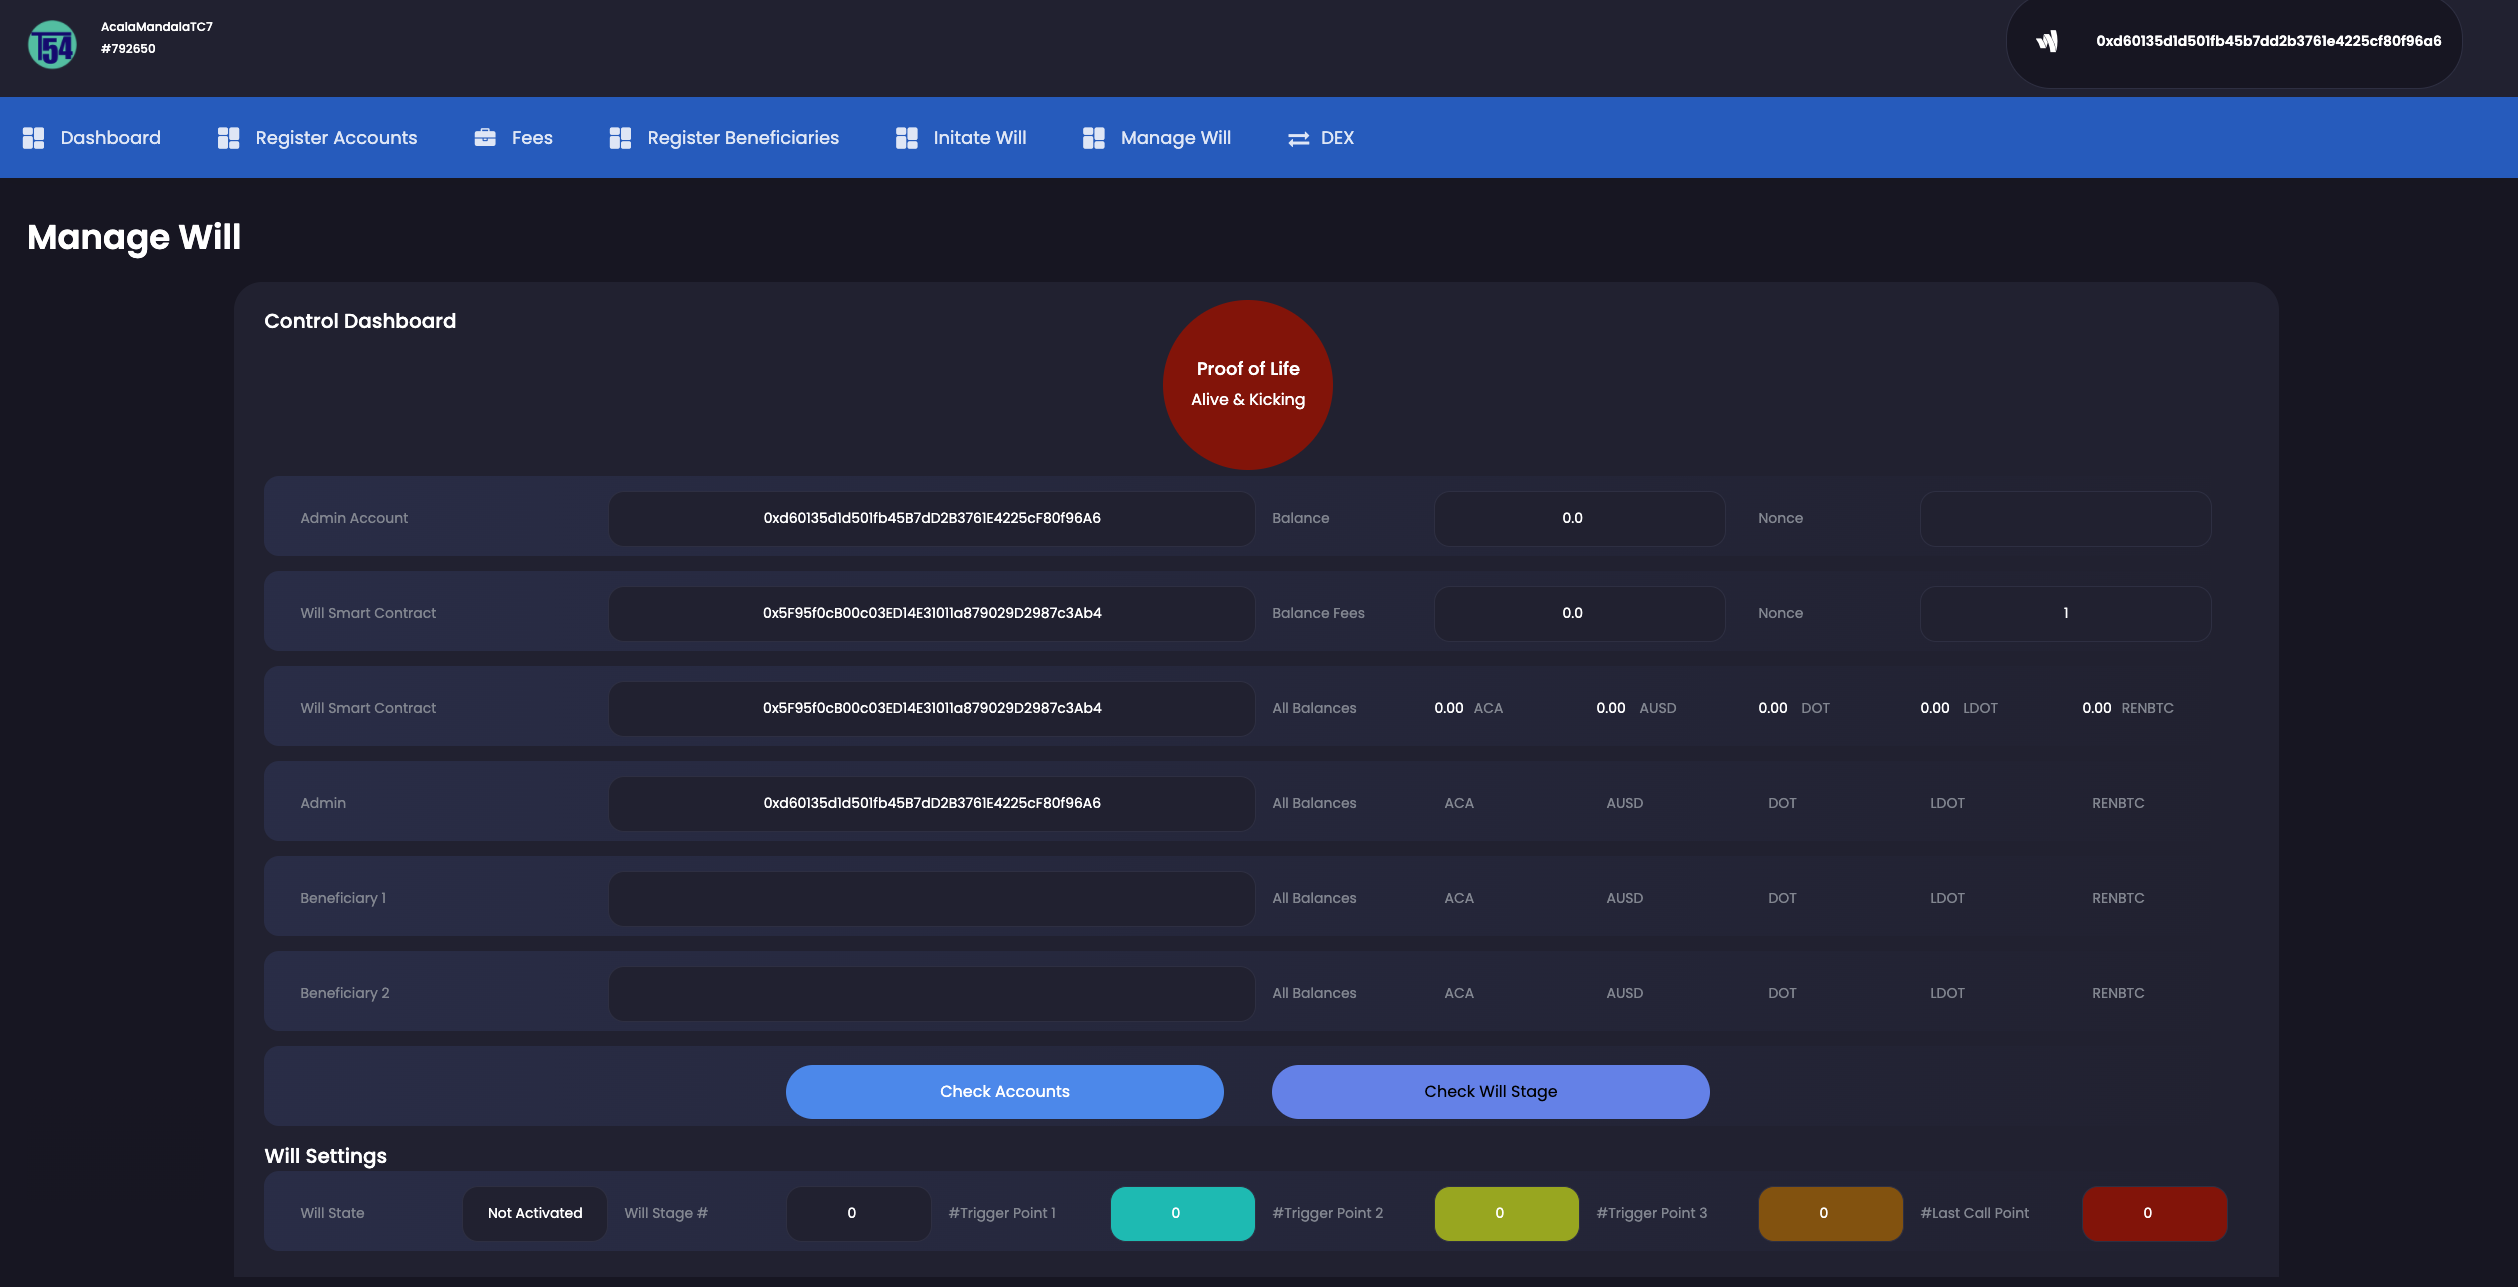 T54
AcalaMandalaTC7
#792650
0xd60135d1d501fb45b7dd2b3761e4225cf80f96a6
Dashboard Register Accounts Fees Register Beneficiaries Initate Will Manage Will DEX
Manage Will
Control Dashboard
Proof of Life
Alive & Kicking
Admin Account 0xd60135d1d501fb45B7dD2B3761E4225cF80f96A6 Balance 0.0 Nonce
Will Smart Contract 0x5F95f0cB00c03ED14E31011a879029D2987c3Ab4 Balance Fees 0.0 Nonce 1
Will Smart Contract 0x5F95f0cB00c03ED14E31011a879029D2987c3Ab4 All Balances 0.00 ACA 0.00 AUSD 0.00 DOT 0.00 LDOT 0.00 RENBTC
Admin 0xd60135d1d501fb45B7dD2B3761E4225cF80f96A6 All Balances ACA AUSD DOT LDOT RENBTC
Beneficiary 1 All Balances ACA AUSD DOT LDOT RENBTC
Beneficiary 2 All Balances ACA AUSD DOT LDOT RENBTC
Check Accounts Check Will Stage
Will Settings
Will State Not Activated Will Stage # 0 #Trigger Point 1 0 #Trigger Point 2 0 #Trigger Point 3 0 #Last Call Point 0